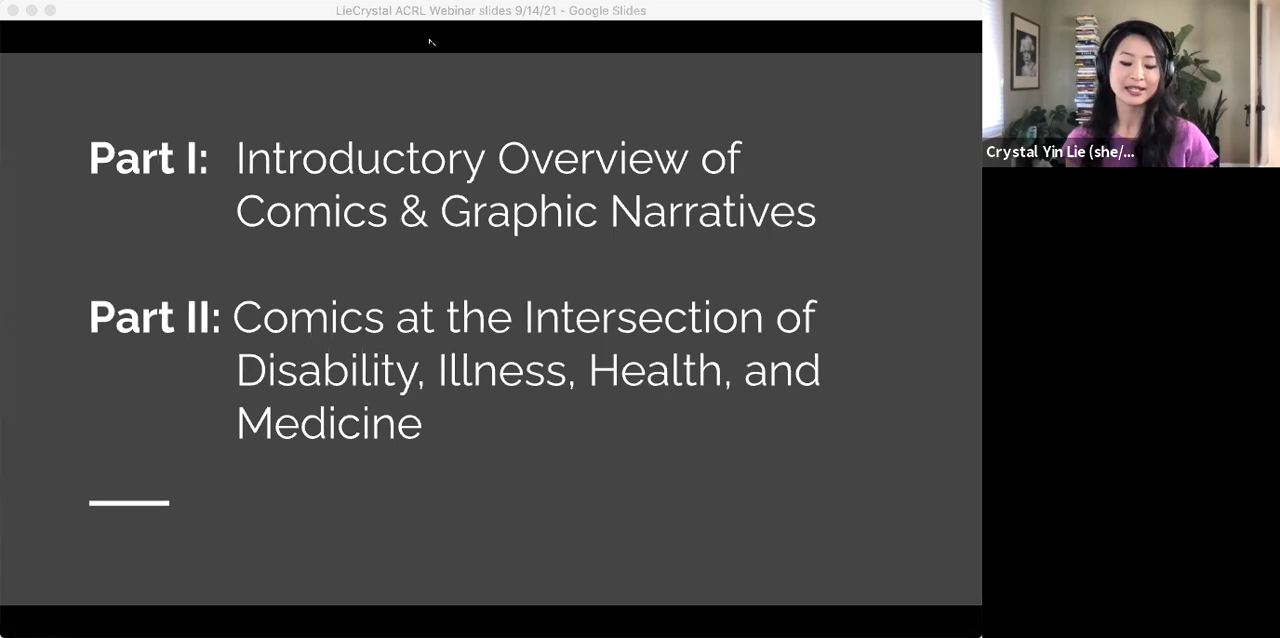 LieCrystal ACRL Webinar slides 9/14/21 - Google Slides
Part I: Introductory Overview of
Comics & Graphic Narratives
Part II: Comics at the Intersection of
Disability, Illness, Health, and
Medicine
Crystal Yin Lie (she/...